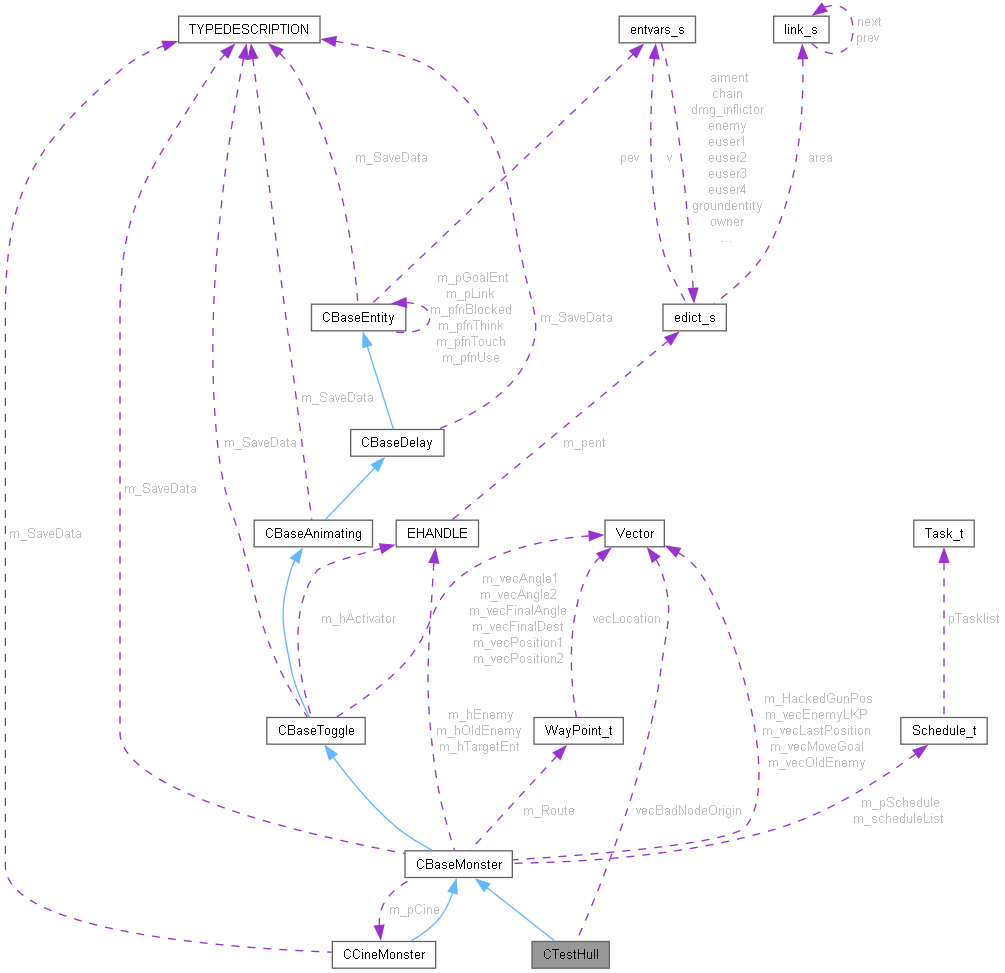 TYPEDESCRIPTION
entvars_s
link_s
next
prev
aiment
chain
dmg_inflictor
enemy
euser1
euser2
euser3
euser4
groundentity
owner
...
m_SaveData
pev
v
area
CBaseEntity
m_pGoalEnt
m_pLink
m_pfnBlocked
m_pfnThink
m_pfnTouch
m_pfnUse
edict_s
m_SaveData
m_SaveData
m_SaveData
CBaseDelay
m_pent
m_SaveData
m_SaveData
CBaseAnimating
EHANDLE
Vector
Task_t
m_hActivator
m_vecAngle1
m_vecAngle2
m_vecFinalAngle
m_vecFinalDest
m_vecPosition1
m_vecPosition2
vecLocation
pTasklist
CBaseToggle
m_hEnemy
m_hOldEnemy
m_hTargetEnt
WayPoint_t
m_HackedGunPos
m_vecEnemyLKP
m_vecLastPosition
m_vecMoveGoal
m_vecOldEnemy
Schedule_t
m_Route
vecBadNodeOrigin
m_pSchedule
m_scheduleList
CBaseMonster
m_pCine
CCineMonster
CTestHull